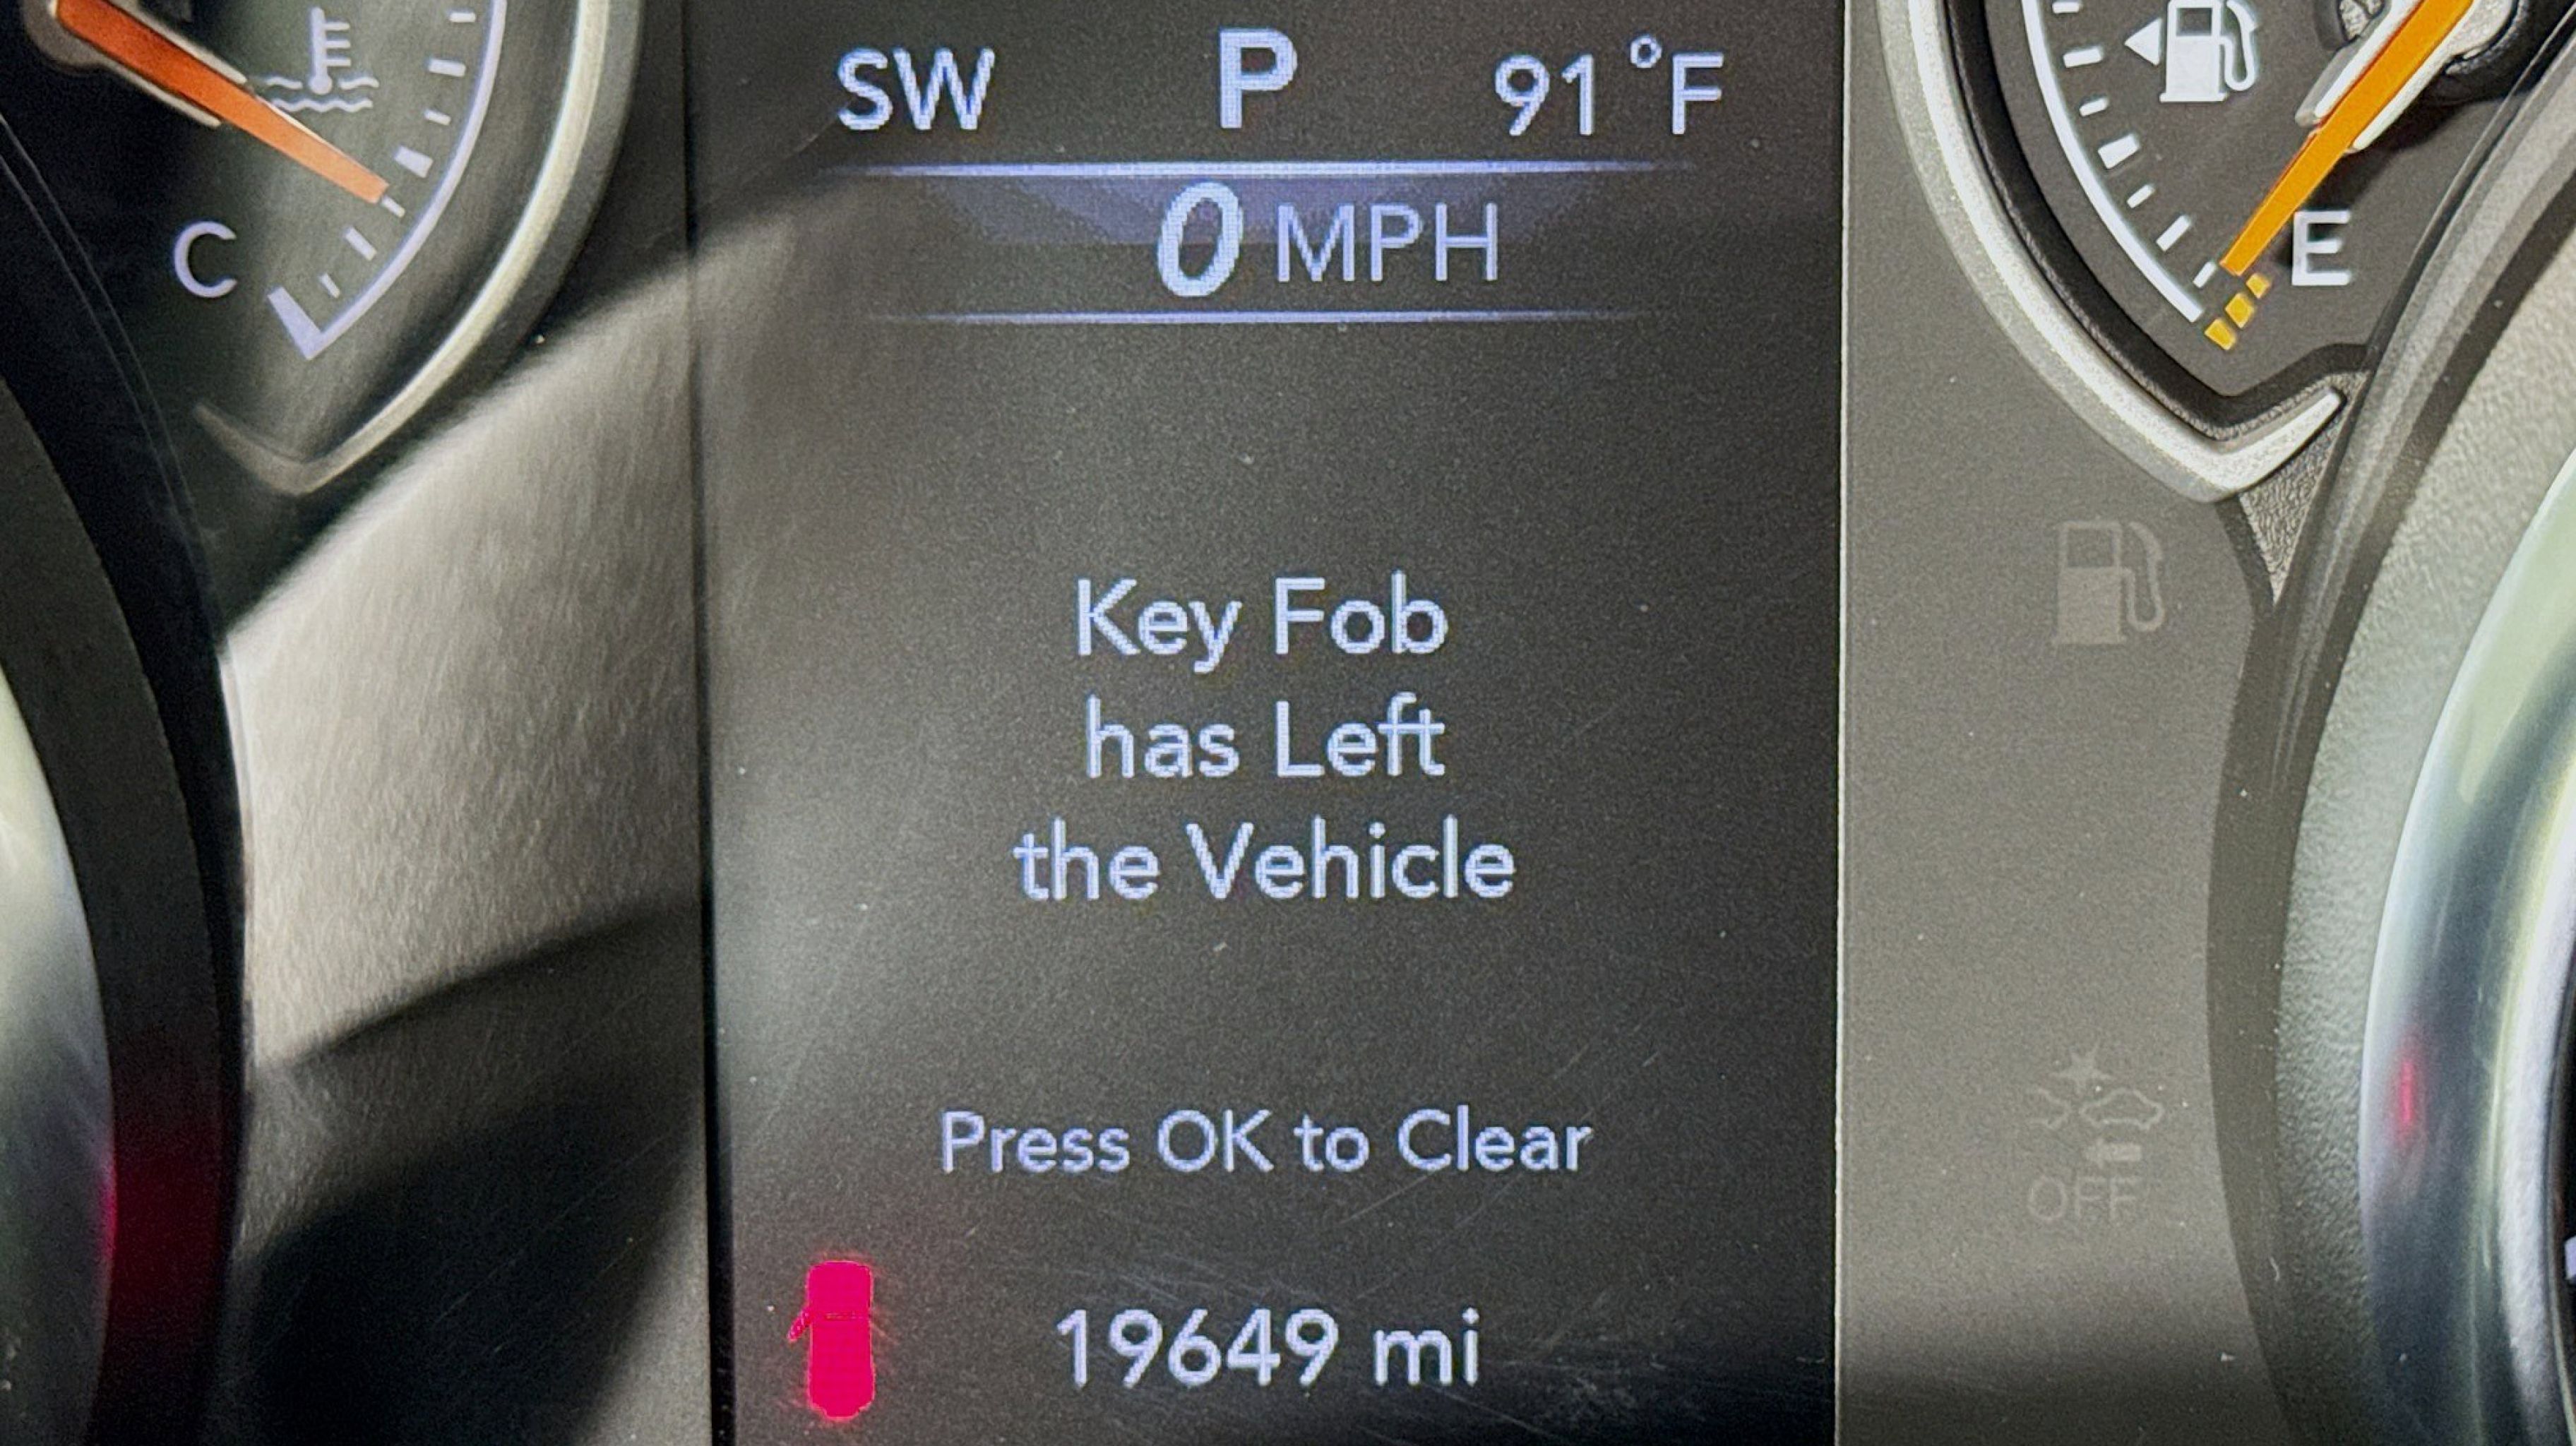 SW P 91°F
0 MPH
C
E
Key Fob
has Left
the Vehicle
Press OK to Clear
OFF
19649 mi